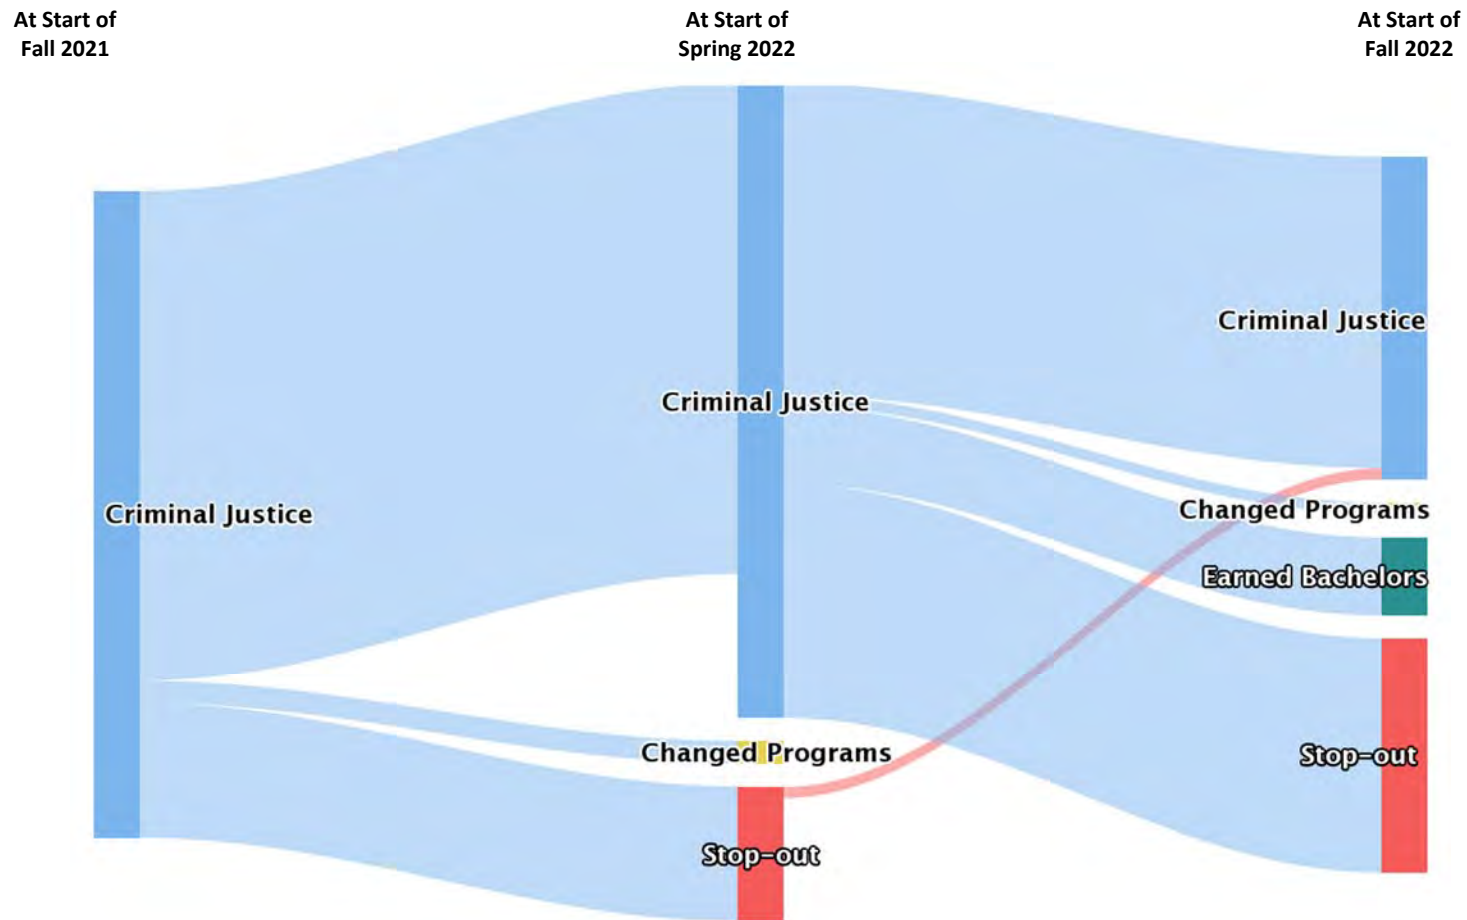 At Start of
Fall 2021
At Start of
Spring 2022
At Start of
Fall 2022
Criminal Justice
Criminal Justice
Changed Programs
Stop-out
Criminal Justice
Changed Programs
Earned Bachelors
Stop-out